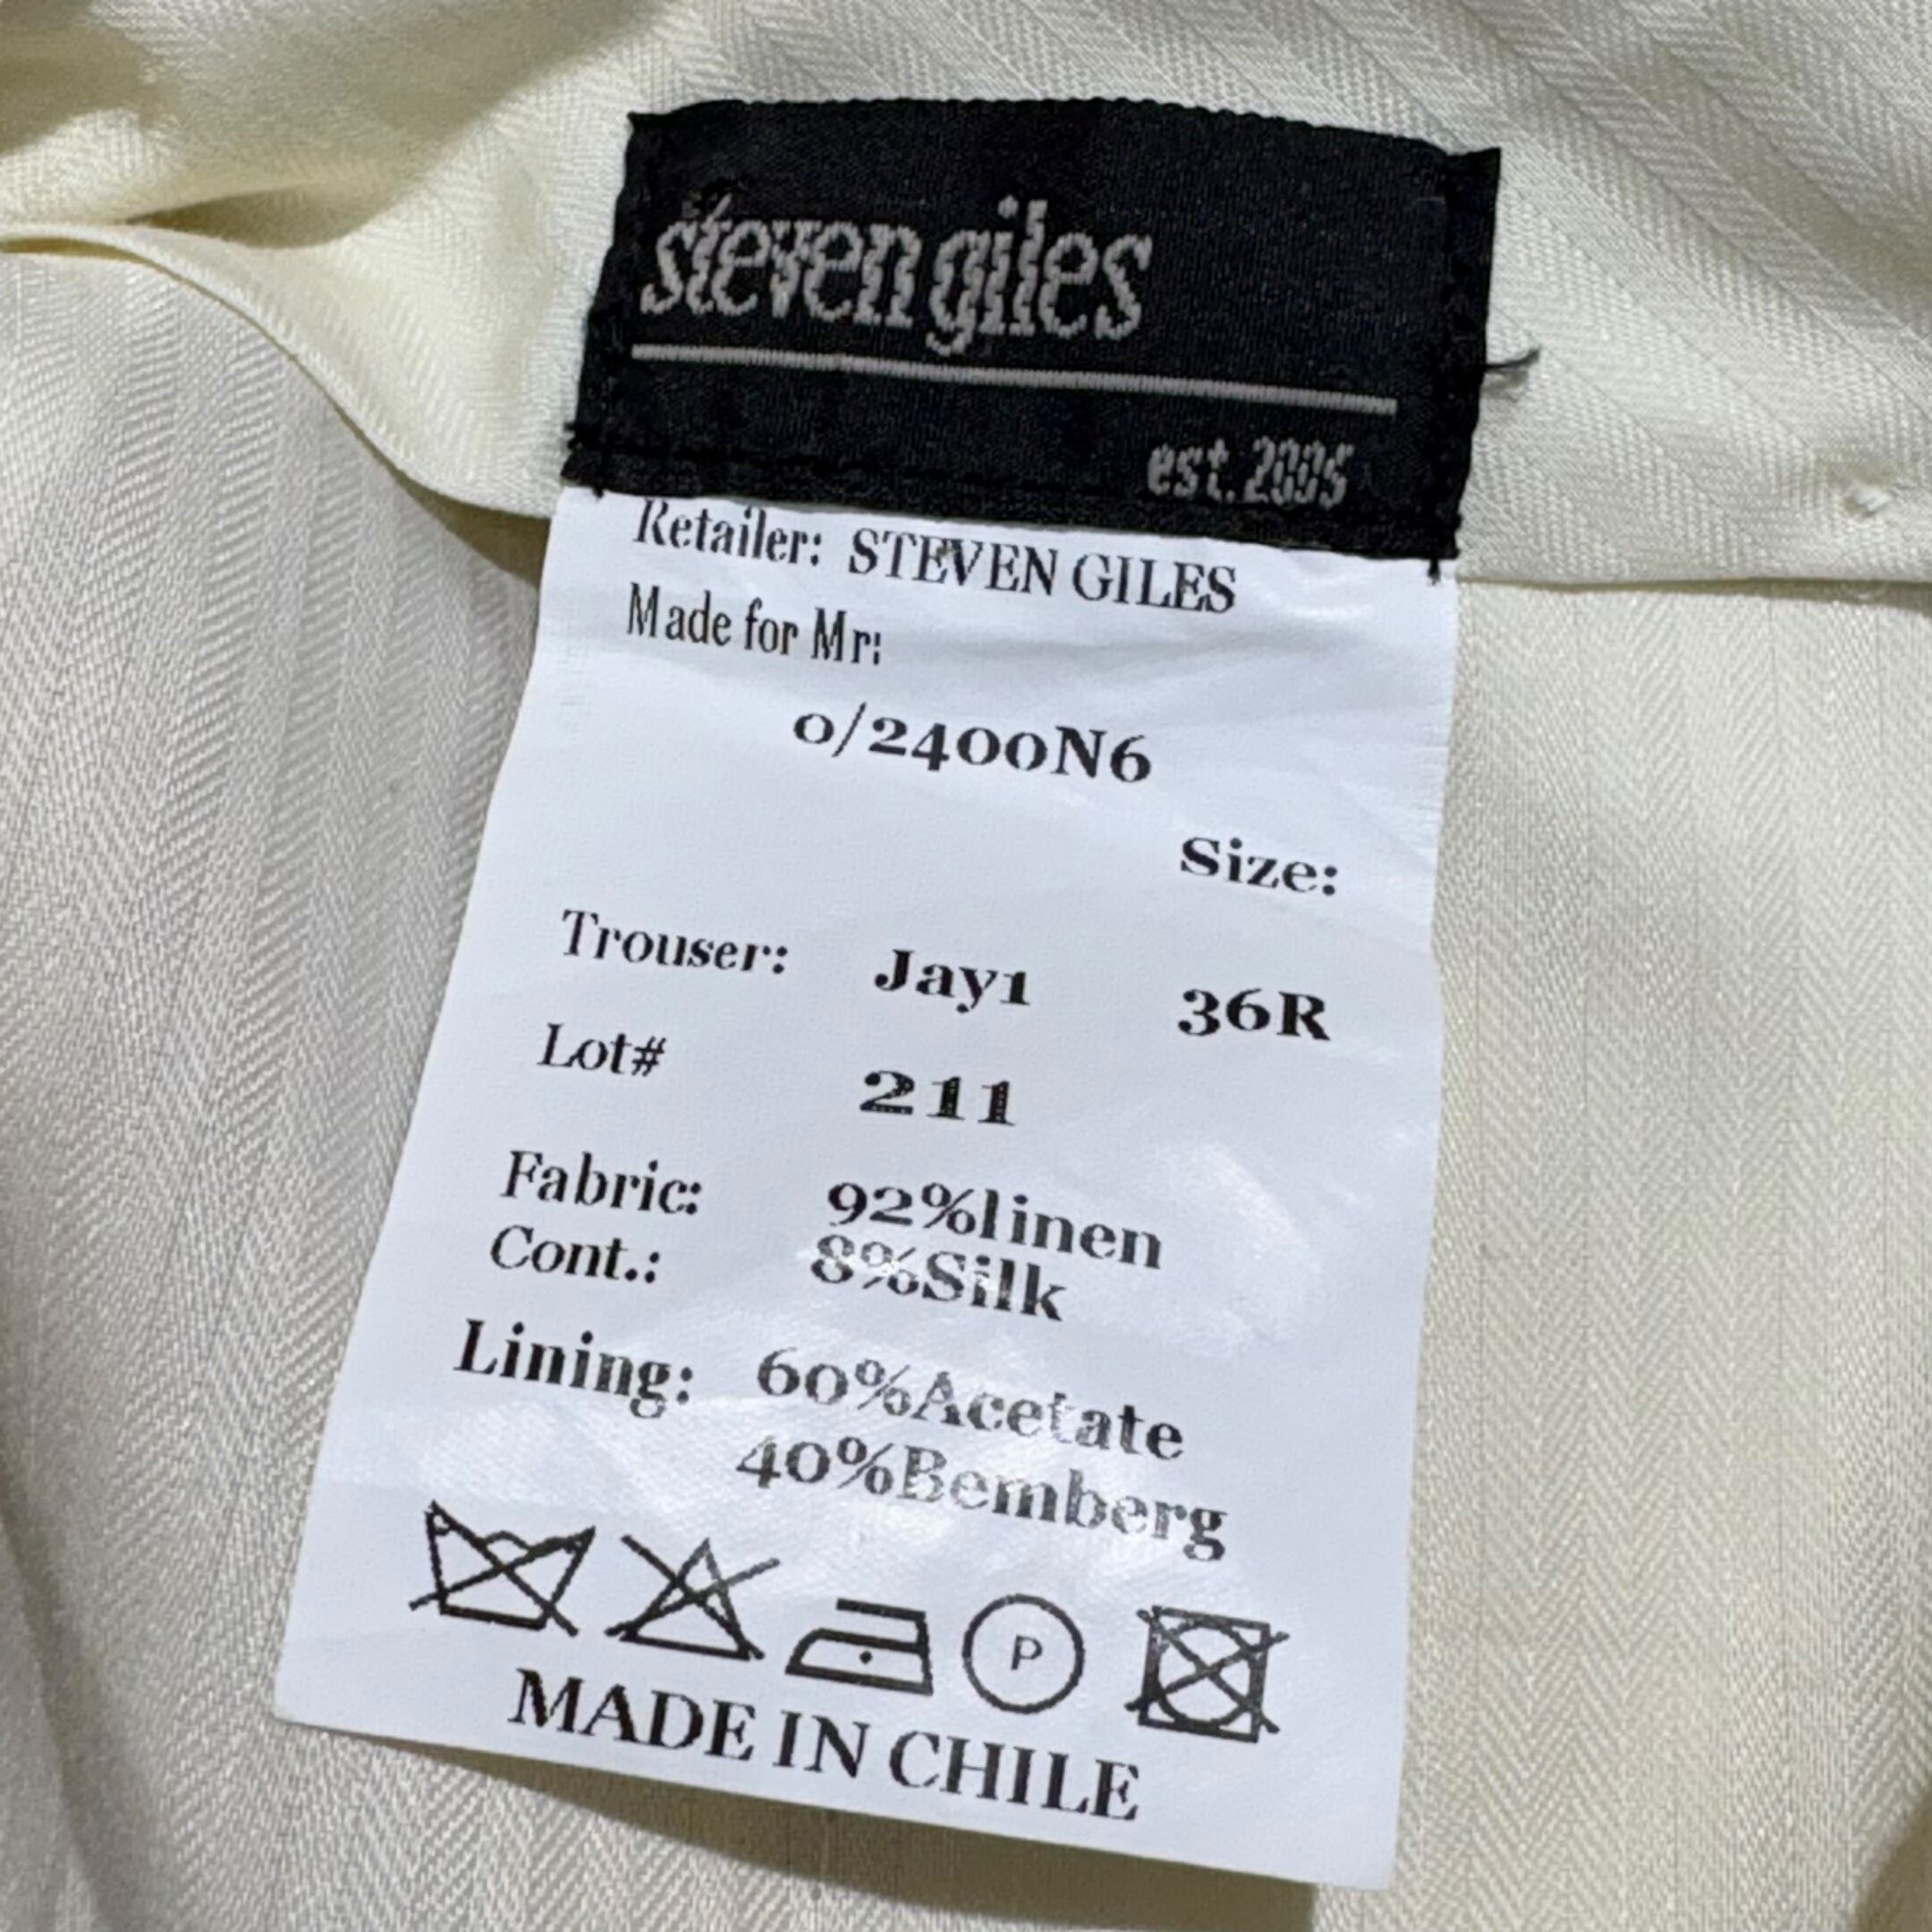 steven giles
est. 2005
Retailer: STEVEN GILES
Made for Mr:
0/2400N6
Size:
Trouser: Jay1 36R
Lot#
211
Fabric: 92%linen
Cont.: 8%Silk
Lining: 60%Acetate
40%Bemberg
P
MADE IN CHILE